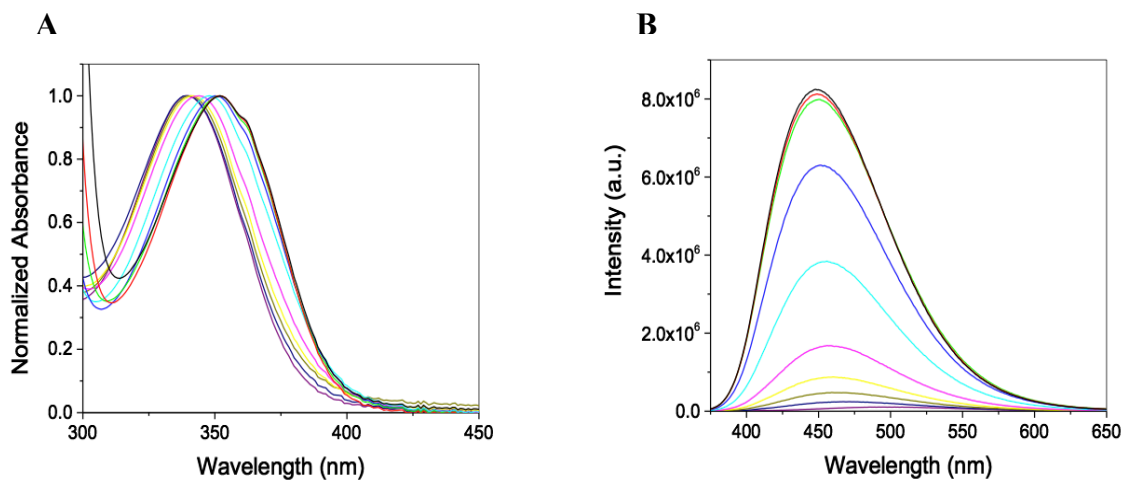 A
B
Normalized Absorbance
1.0
0.8
0.6
0.4
0.2
0.0
300
350
400
450
Wavelength (nm)
Intensity (a.u.)
8.0x10⁶
6.0x10⁶
4.0x10⁶
2.0x10⁶
0.0
400
450
500
550
600
650
Wavelength (nm)